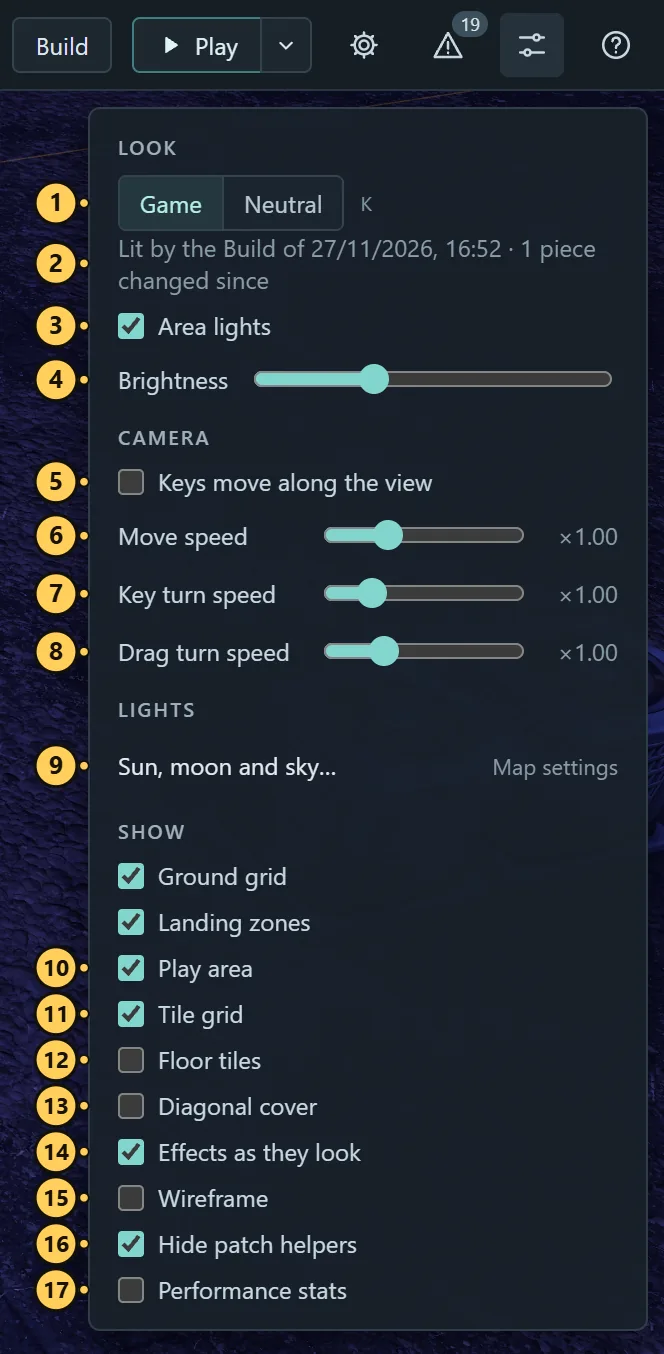 Build
Play
19
LOOK
1
Game
Neutral
K
2
Lit by the Build of 27/11/2026, 16:52 · 1 piece
changed since
3
Area lights
4
Brightness
CAMERA
5
Keys move along the view
6
Move speed
×1.00
7
Key turn speed
×1.00
8
Drag turn speed
×1.00
LIGHTS
9
Sun, moon and sky...
Map settings
SHOW
Ground grid
Landing zones
10
Play area
11
Tile grid
12
Floor tiles
13
Diagonal cover
14
Effects as they look
15
Wireframe
16
Hide patch helpers
17
Performance stats